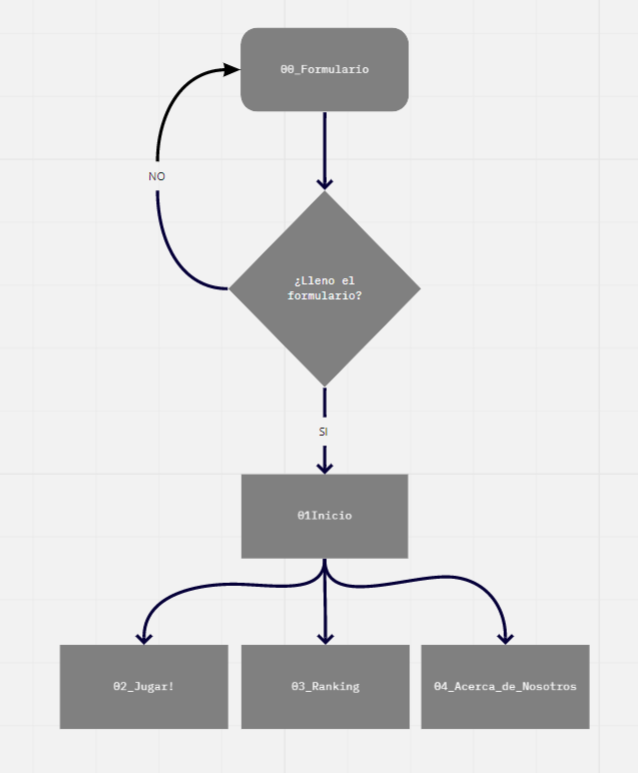 00_Formulario
NO
¿Lleno el
formulario?
SI
01Inicio
02_Jugar!
03_Ranking
04_Acerca_de_Nosotros